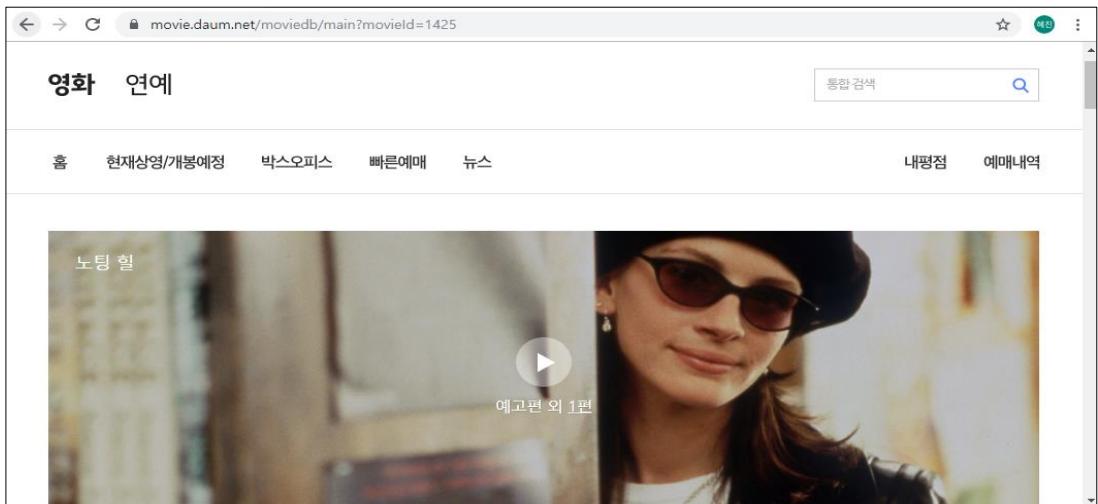 movie.daum.net/moviedb/main?movieId=1425
혜진
영화 연예
통합 검색
홈 현재상영/개봉예정 박스오피스 빠른예매 뉴스 내평점 예매내역
노팅 힐
예고편 외 1편